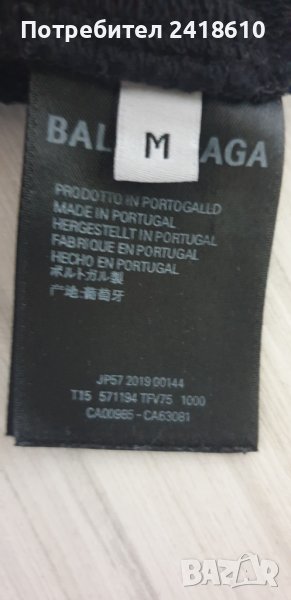 Потребител 2418610
BAL AGA
M
PRODOTTO IN PORTOGALLO
MADE IN PORTUGAL
HERGESTELLT IN PORTUGAL
FABRIQUE EN PORTUGAL
HECHO EN PORTUGAL
ポルトガル製
产地:葡萄牙
JP57 2019 00144
T15 571194 TFV75 1000
CA00965 - CA63081
BAZAR